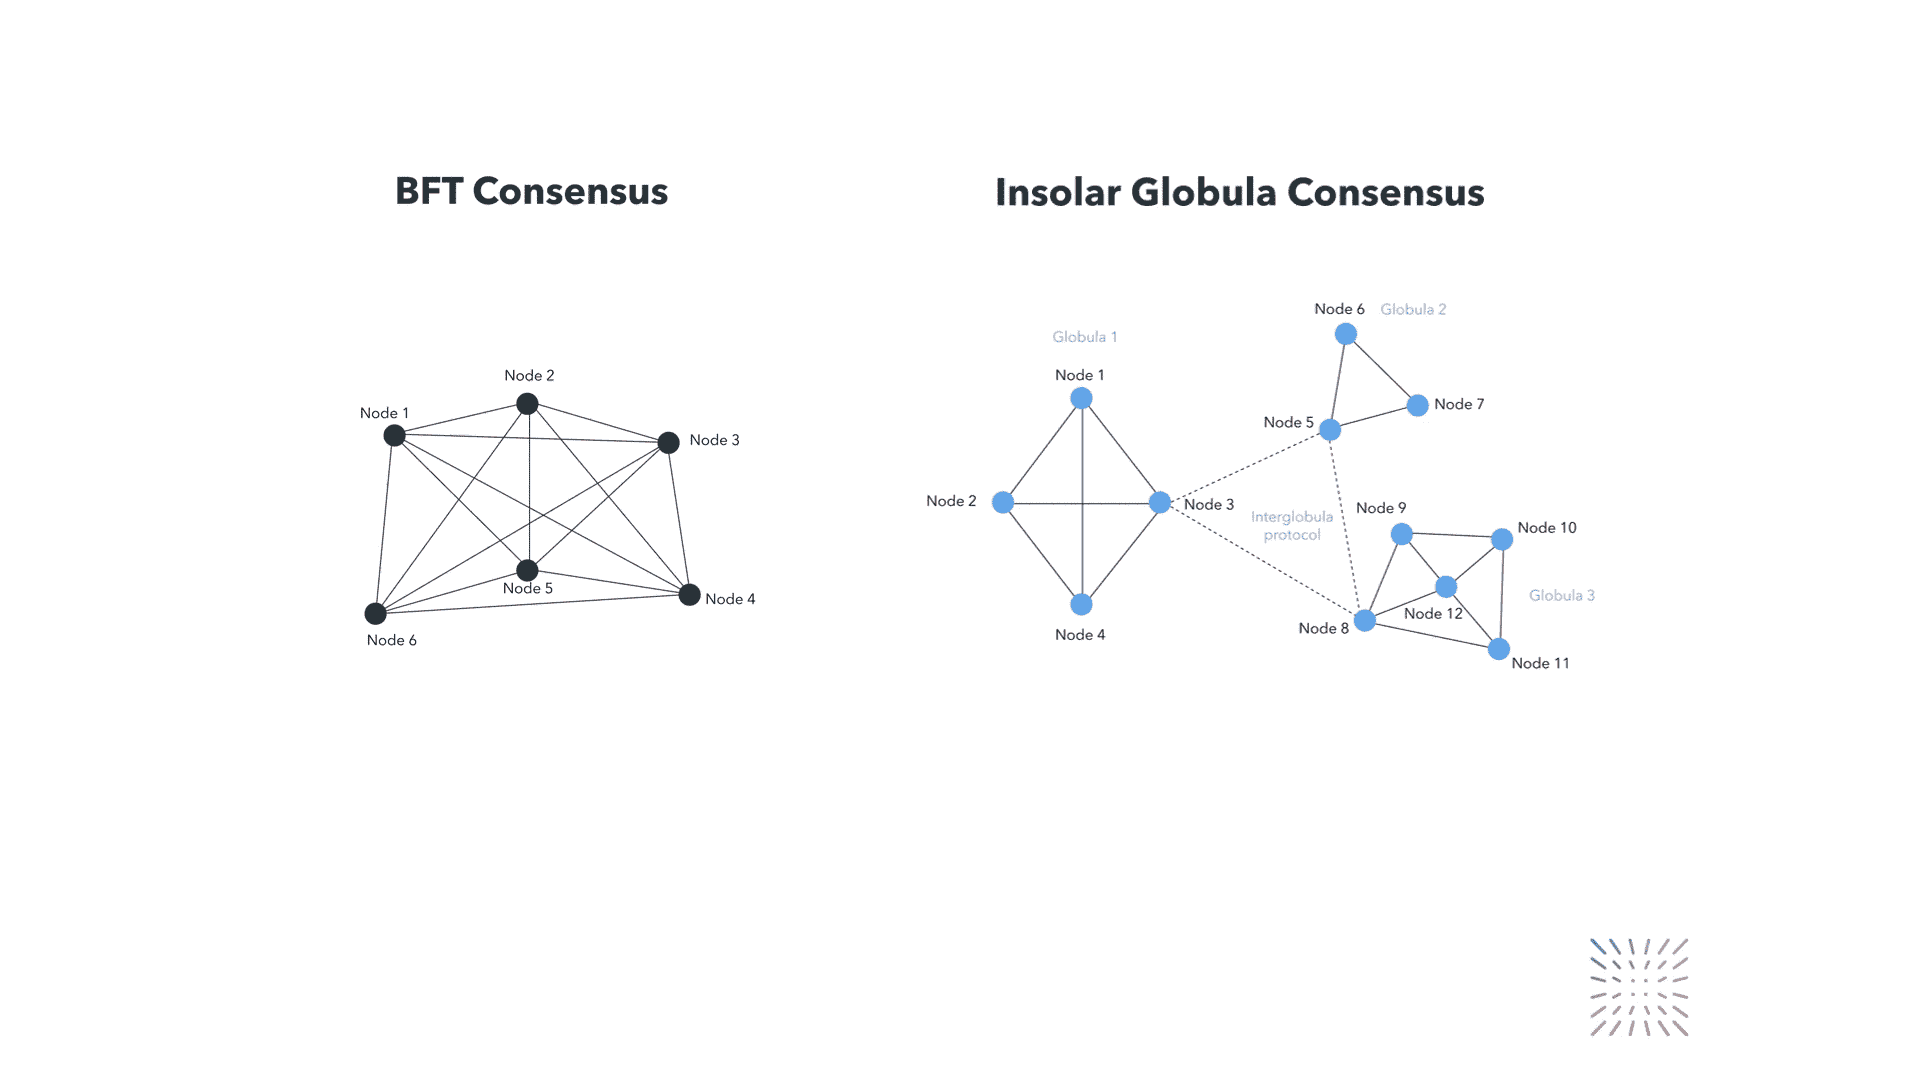 BFT Consensus
Node 2
Node 1
Node 3
Node 5
Node 4
Node 6
Insolar Globula Consensus
Globula 1
Node 1
Node 2
Node 3
Node 4
Node 6
Globula 2
Node 5
Node 7
Interglobula
protocol
Node 9
Node 10
Globula 3
Node 12
Node 8
Node 11